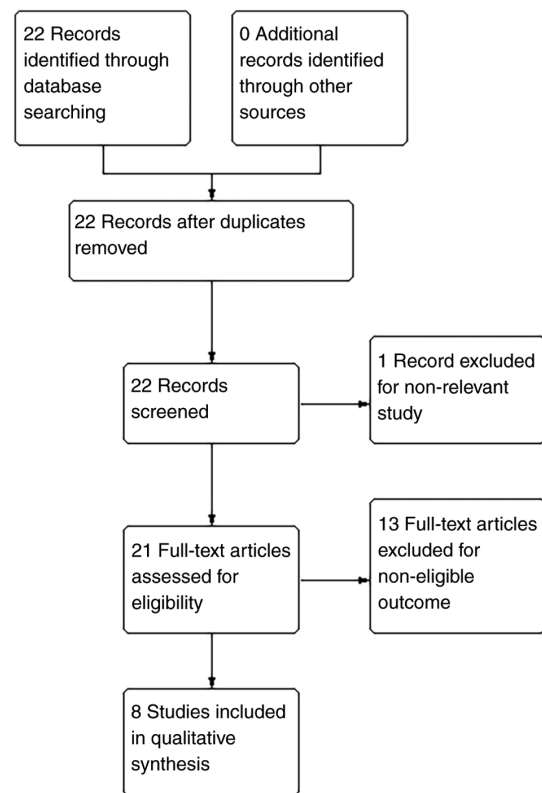 22 Records
identified through
database
searching
0 Additional
records identified
through other
sources
22 Records after duplicates
removed
22 Records
screened
1 Record excluded
for non-relevant
study
21 Full-text articles
assessed for
eligibility
13 Full-text articles
excluded for
non-eligible
outcome
8 Studies included
in qualitative
synthesis